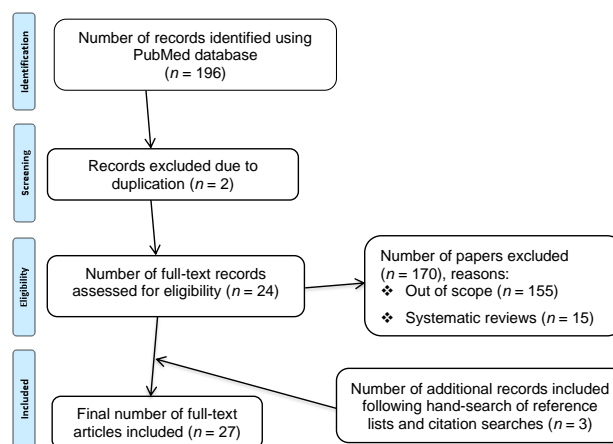 Identification
Number of records identified using
PubMed database
(n = 196)
Screening
Records excluded due to
duplication (n = 2)
Eligibility
Number of full-text records
assessed for eligibility (n = 24)
Number of papers excluded
(n = 170), reasons:
❖ Out of scope (n = 155)
❖ Systematic reviews (n = 15)
Included
Final number of full-text
articles included (n = 27)
Number of additional records included
following hand-search of reference
lists and citation searches (n = 3)